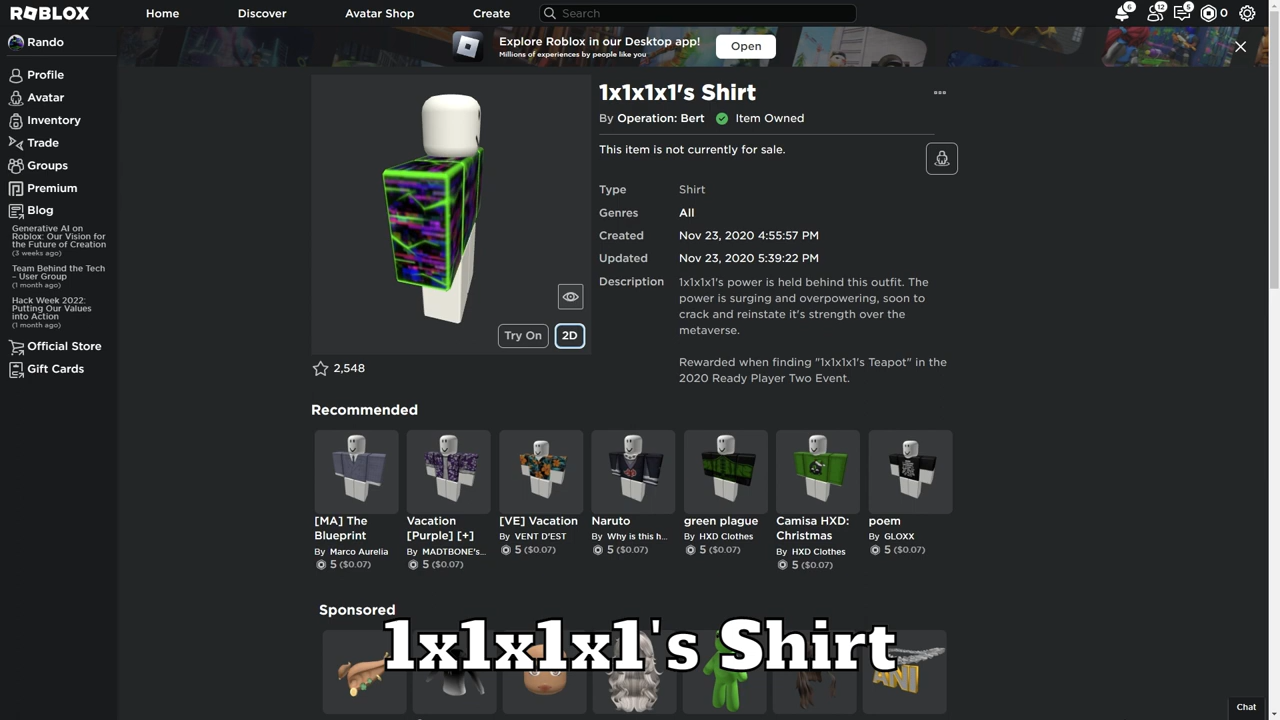 ROBLOX
Home
Discover
Avatar Shop
Create
Search
6
12
5
0
Rando
Profile
Avatar
Inventory
Trade
Groups
Premium
Blog
Generative AI on
Roblox: Our Vision for
the Future of Creation
(3 weeks ago)
Team Behind the Tech
– User Group
(1 month ago)
Hack Week 2022:
Putting Our Values
into Action
(1 month ago)
Official Store
Gift Cards
Explore Roblox in our Desktop app!
Millions of experiences by people like you
Open
1x1x1x1's Shirt
By Operation: Bert Item Owned
This item is not currently for sale.
Type Shirt
Genres All
Created Nov 23, 2020 4:55:57 PM
Updated Nov 23, 2020 5:39:22 PM
Description 1x1x1x1's power is held behind this outfit. The
power is surging and overpowering, soon to
crack and reinstate it's strength over the
metaverse.
Rewarded when finding "1x1x1x1's Teapot" in the
2020 Ready Player Two Event.
Try On
2D
2,548
Recommended
[MA] The
Blueprint
By Marco Aurelia
5 ($0.07)
Vacation
[Purple] [+]
By MADTBONE's...
5 ($0.07)
[VE] Vacation
By VENT D'EST
5 ($0.07)
Naruto
By Why is this h...
5 ($0.07)
green plague
By HXD Clothes
5 ($0.07)
Camisa HXD:
Christmas
By HXD Clothes
5 ($0.07)
poem
By GLOXX
5 ($0.07)
Sponsored
1x1x1x1's Shirt
ANI
Chat